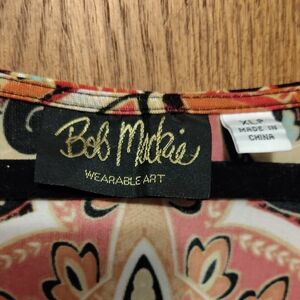 Bob Mackie
WEARABLE ART
XLP
MADE IN
CHINA